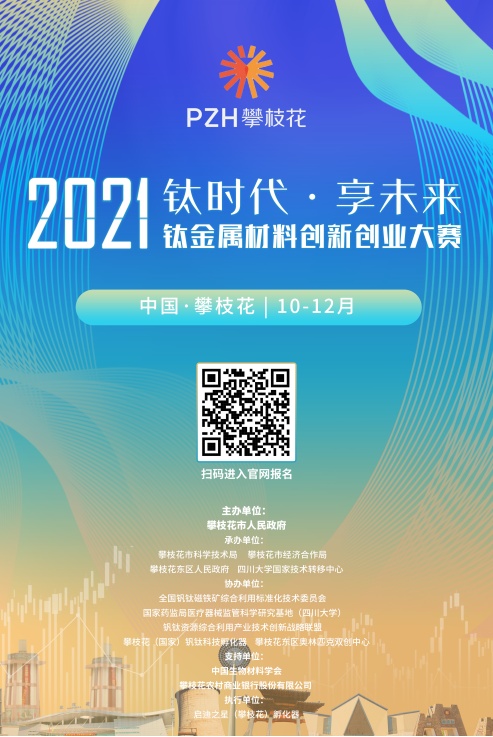 PZH攀枝花
2021 钛时代·享未来
钛金属材料创新创业大赛
中国·攀枝花 | 10-12月
扫码进入官网报名
主办单位：
攀枝花市人民政府
承办单位：
攀枝花市科学技术局 攀枝花市经济合作局
攀枝花东区人民政府 四川大学国家技术转移中心
协办单位：
全国钒钛磁铁矿综合利用标准化技术委员会
国家药监局医疗器械监管科学研究基地（四川大学）
钒钛资源综合利用产业技术创新战略联盟
攀枝花（国家）钒钛科技孵化器 攀枝花东区奥林匹克双创中心
支持单位：
中国生物材料学会
攀枝花农村商业银行股份有限公司
执行单位：
启迪之星（攀枝花）孵化器